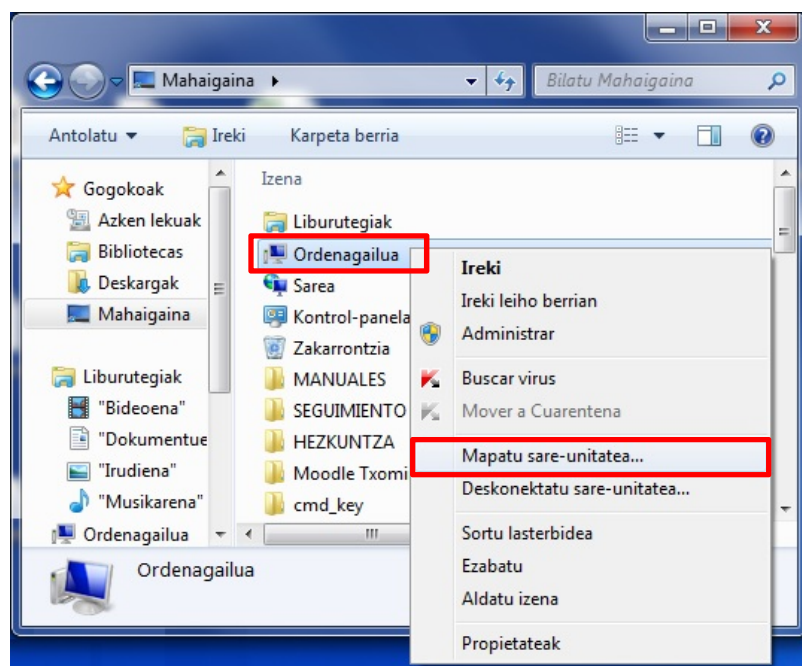 Mahaigaina
Bilatu Mahaigaina
Antolatu
Ireki
Karpeta berria
Gogokoak
Azken lekuak
Bibliotecas
Deskargak
Mahaigaina
Liburutegiak
"Bideoena"
"Dokumentue
"Irudiena"
"Musikarena"
Ordenagailua
Izena
Liburutegiak
Ordenagailua
Sarea
Kontrol-panela
Zakarrontzia
MANUALES
SEGUIMIENTO
HEZKUNTZA
Moodle Txomi
cmd_key
Ireki
Ireki leiho berrian
Administrar
Buscar virus
Mover a Cuarentena
Mapatu sare-unitatea...
Deskonektatu sare-unitatea...
Sortu lasterbidea
Ezabatu
Aldatu izena
Propietateak
Ordenagailua